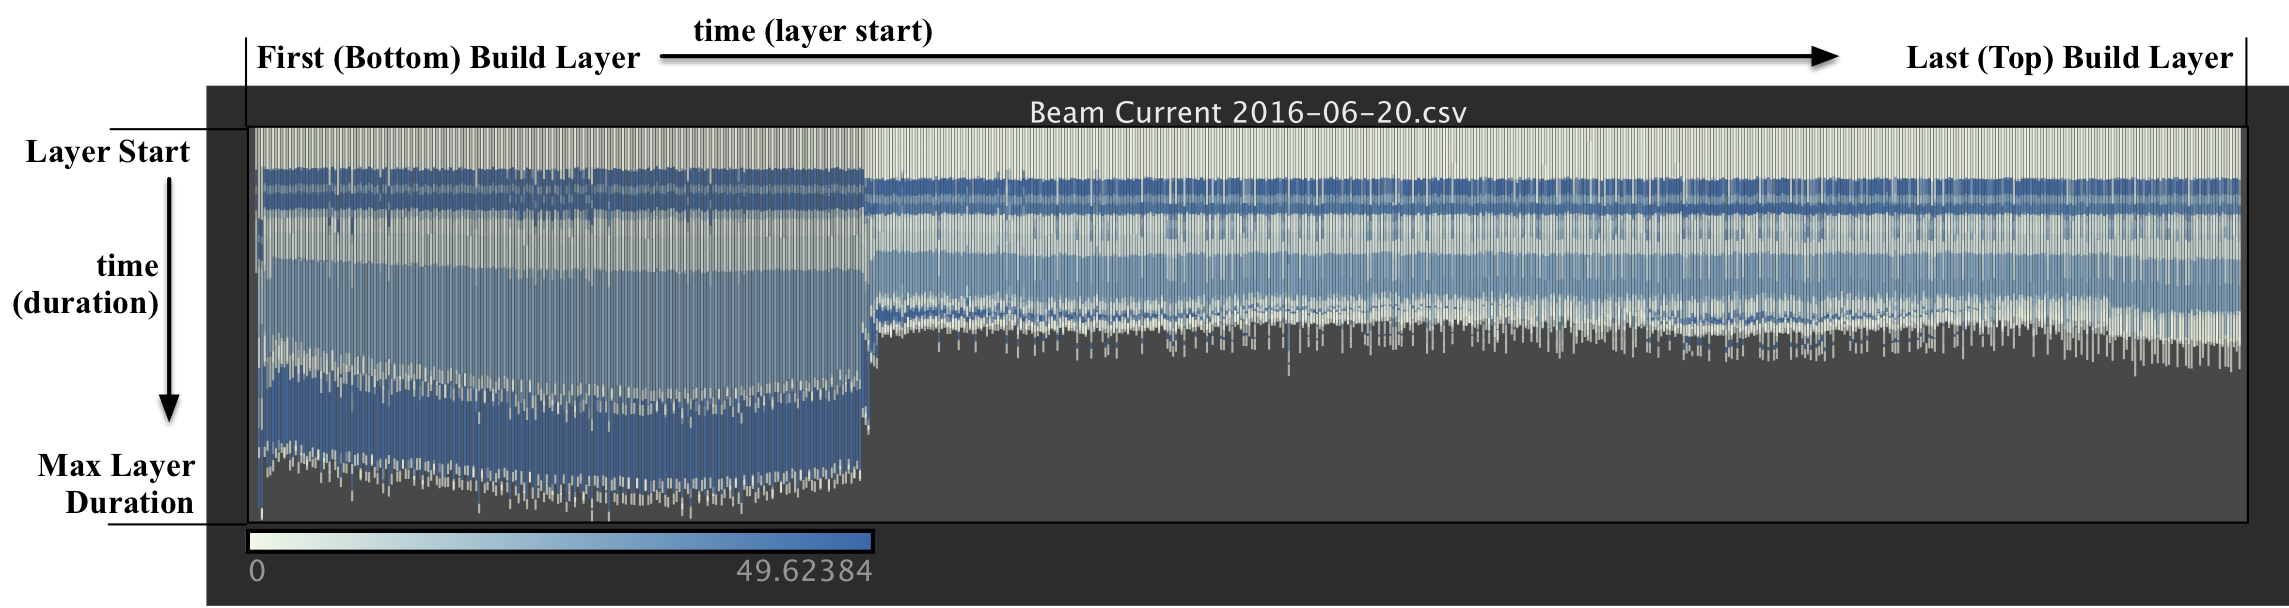 time (layer start)
First (Bottom) Build Layer
Last (Top) Build Layer
Beam Current 2016-06-20.csv
Layer Start
time
(duration)
Max Layer
Duration
0
49.62384